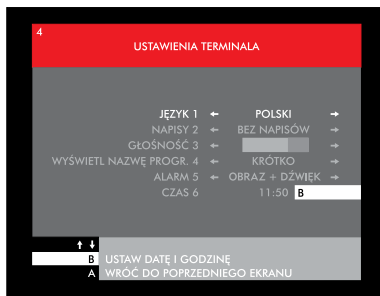 4
USTAWIENIA TERMINALA
JĘZYK 1 ← POLSKI →
NAPISY 2 ← BEZ NAPISÓW →
GŁOŚNOŚĆ 3 ← →
WYŚWIETL NAZWĘ PROGR. 4 ← KRÓTKO →
ALARM 5 ← OBRAZ + DŹWIĘK →
CZAS 6 11:50 B
↑ ↓
B USTAW DATĘ I GODZINĘ
A WRÓĆ DO POPRZEDNIEGO EKRANU